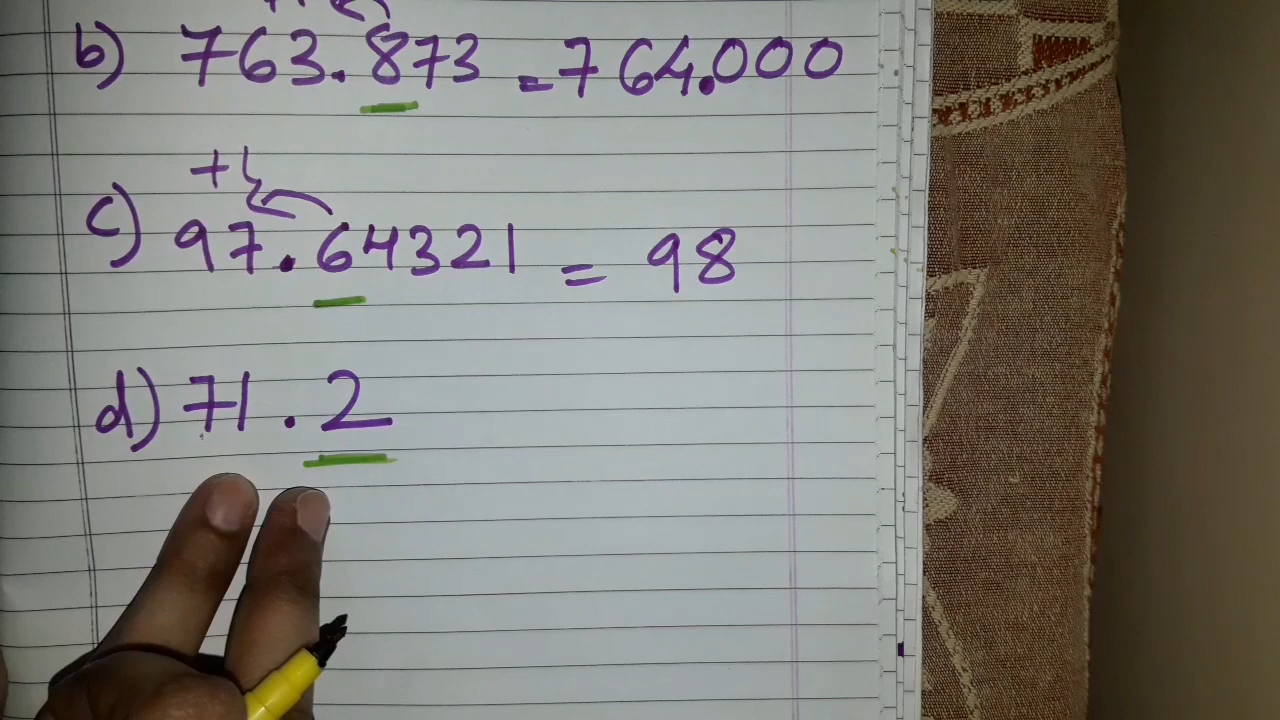 b) 763.873 = 764.000
+1
c) 97.64321 = 98
d) 71.2